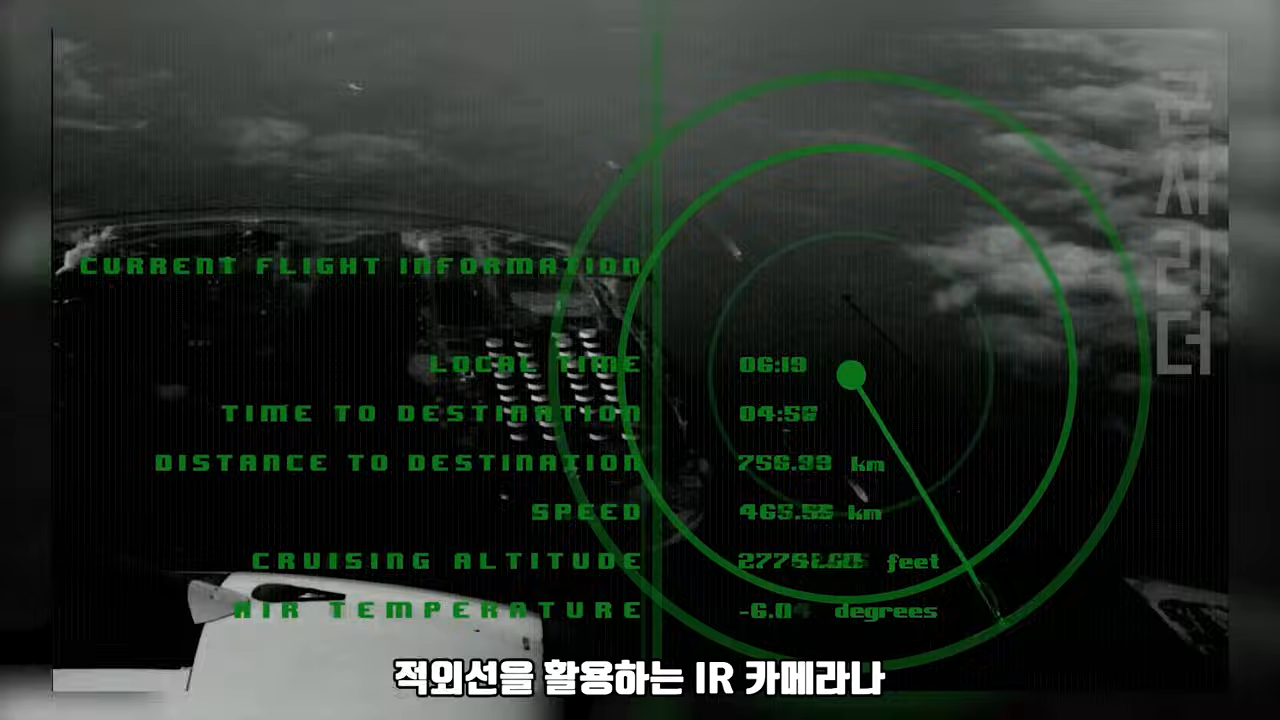 군사리더
CURRENT FLIGHT INFORMATION
LOCAL TIME 06:19
TIME TO DESTINATION
DISTANCE TO DESTINATION km
SPEED km
CRUISING ALTITUDE feet
AIR TEMPERATURE degrees
적외선을 활용하는 IR 카메라나